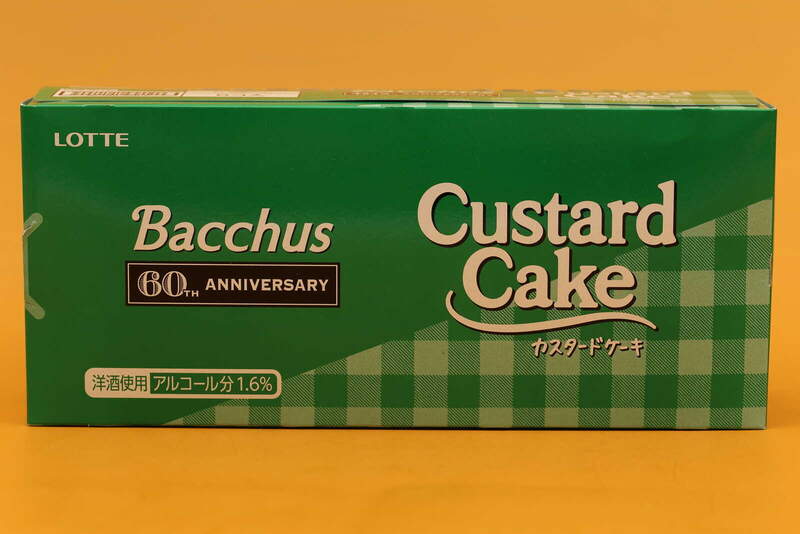 LOTTE
Bacchus
60TH ANNIVERSARY
Custard
Cake
カスタードケーキ
洋酒使用 アルコール分1.6%